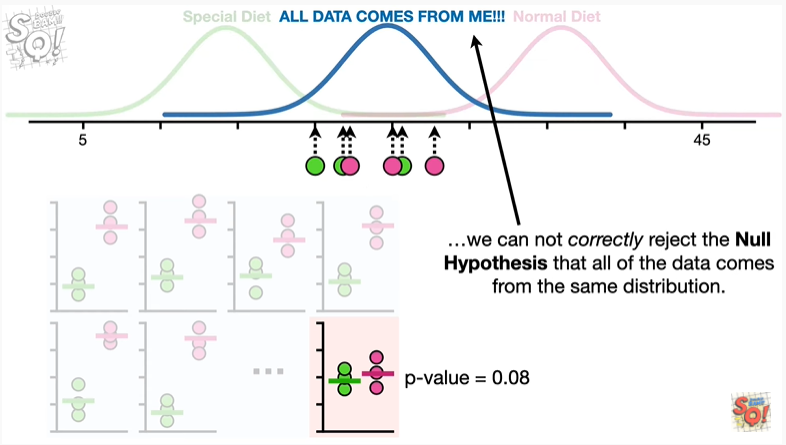 Special Diet ALL DATA COMES FROM ME!!! Normal Diet
5
45
...we can not correctly reject the Null
Hypothesis that all of the data comes
from the same distribution.
p-value = 0.08
SQ!